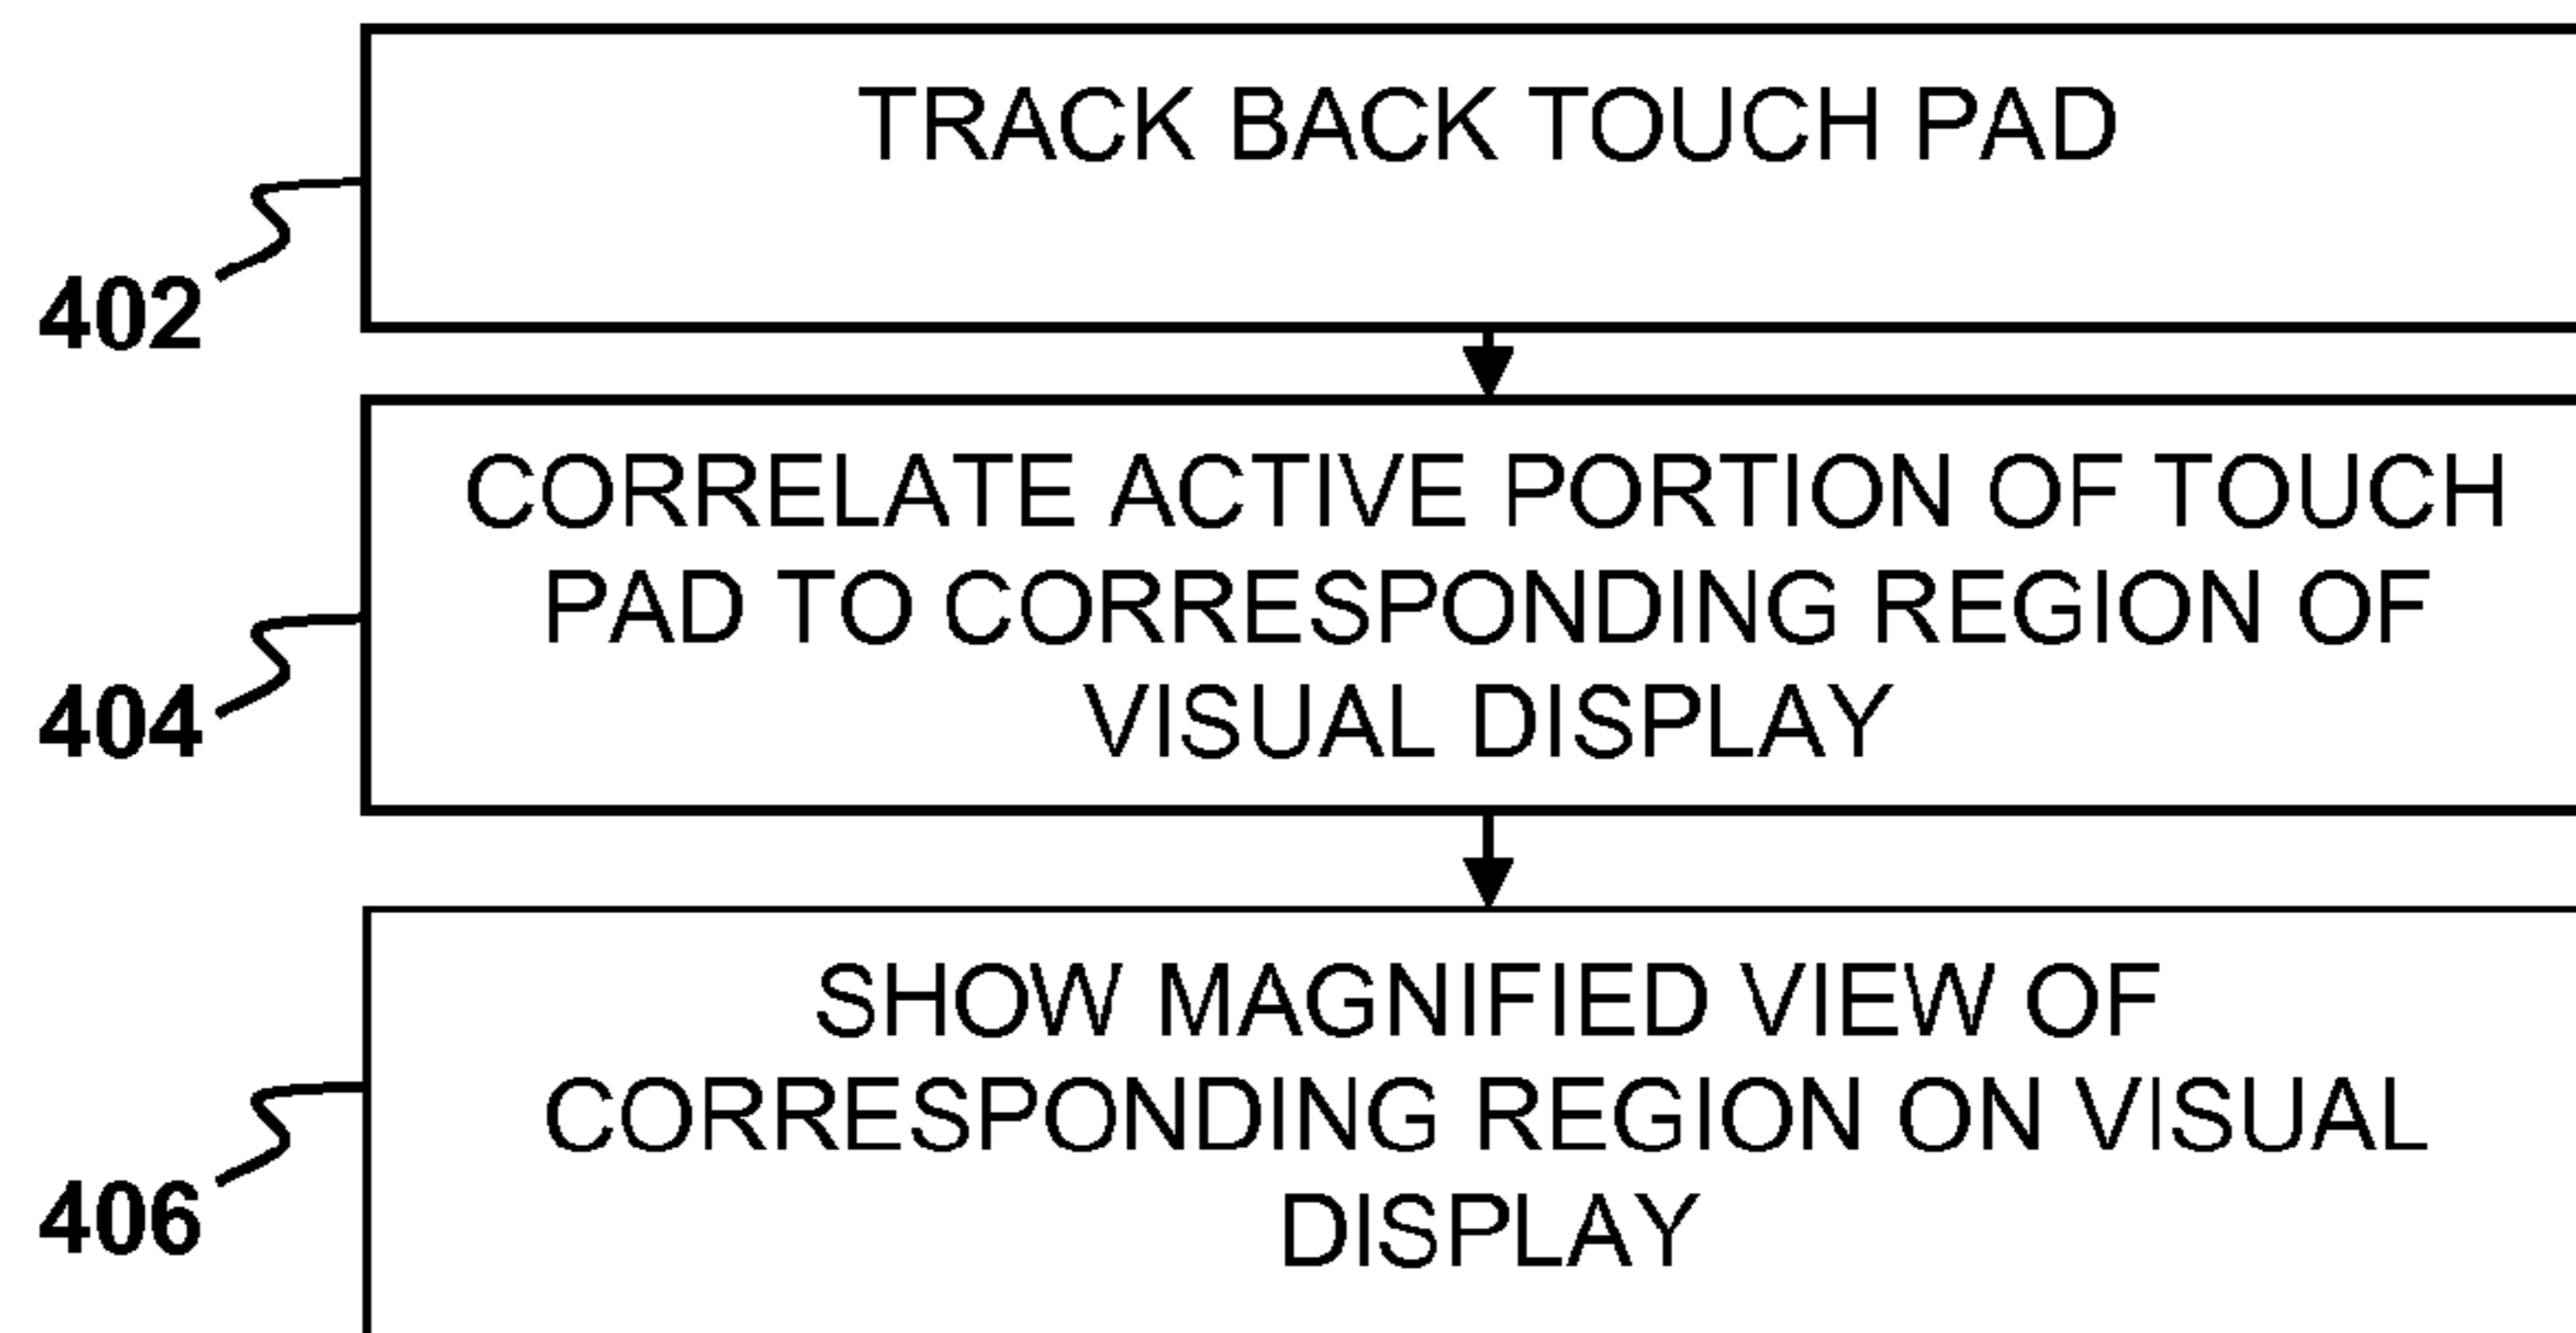 TRACK BACK TOUCH PAD
402
CORRELATE ACTIVE PORTION OF TOUCH
PAD TO CORRESPONDING REGION OF
VISUAL DISPLAY
404
SHOW MAGNIFIED VIEW OF
CORRESPONDING REGION ON VISUAL
DISPLAY
406